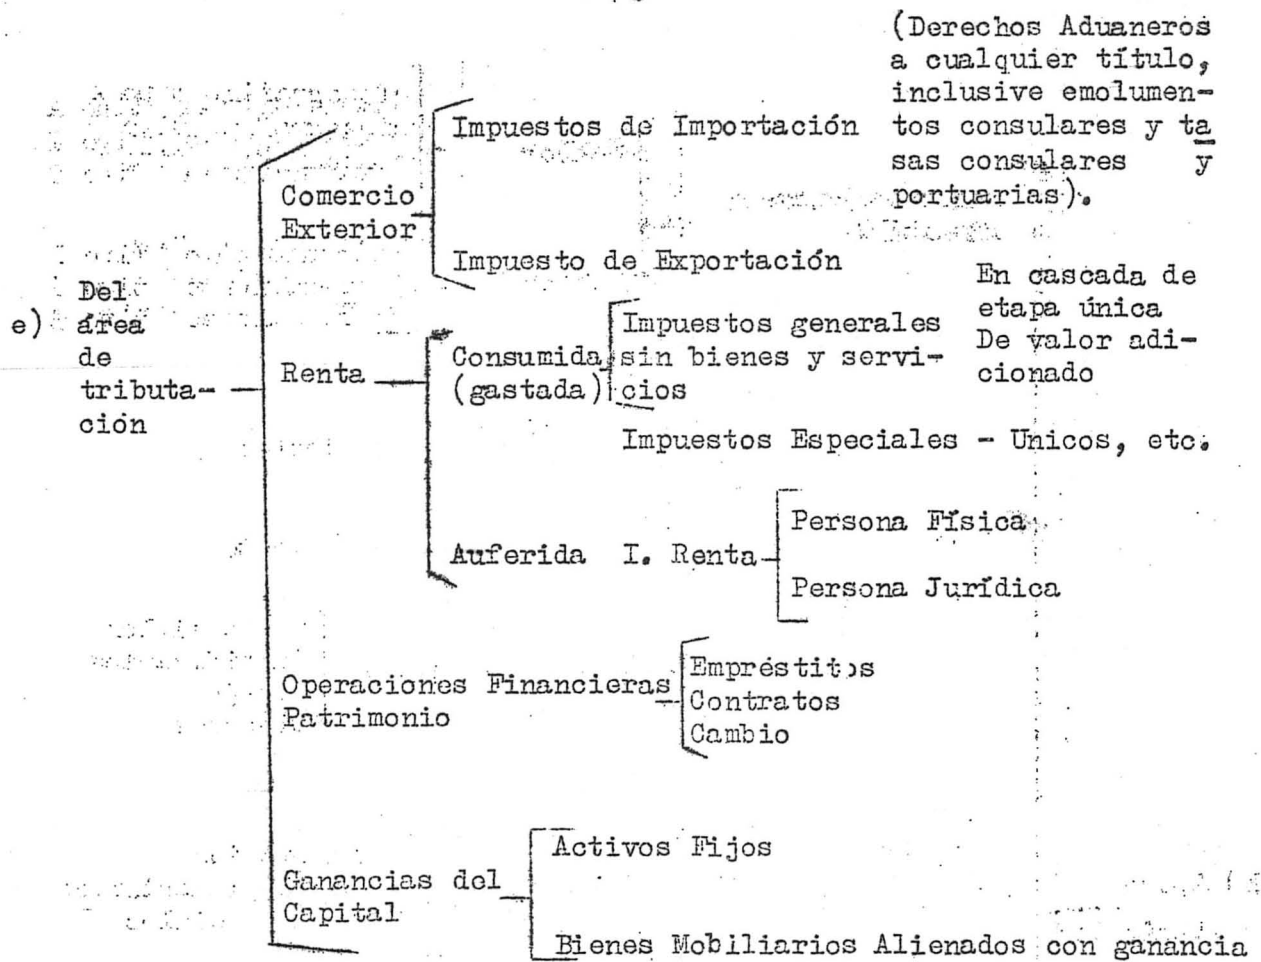 (Derechos Aduaneros
a cualquier título,
inclusive emolumen-
tos consulares y ta
sas consulares y
portuarias).
Impuestos de Importación
Comercio
Exterior
Impuesto de Exportación
e) Del
área
de
tributa-
ción
Renta
Consumida
(gastada)
Impuestos generales
sin bienes y servi-
cios
En cascada de
etapa única
De valor adi-
cionado
Impuestos Especiales - Unicos, etc.
Auferida I. Renta
Persona Física
Persona Jurídica
Operaciones Financieras
Patrimonio
Empréstitos
Contratos
Cambio
Ganancias del
Capital
Activos Fijos
Bienes Mobiliarios Alienados con ganancia